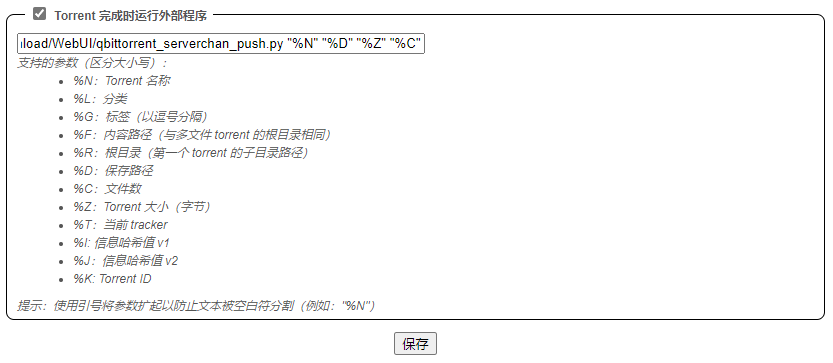 Torrent 完成时运行外部程序
load/WebUI/qbittorrent_serverchan_push.py "%N" "%D" "%Z" "%C"
支持的参数（区分大小写）：
%N：Torrent 名称
%L：分类
%G：标签（以逗号分隔）
%F：内容路径（与多文件 torrent 的根目录相同）
%R：根目录（第一个 torrent 的子目录路径）
%D：保存路径
%C：文件数
%Z：Torrent 大小（字节）
%T：当前 tracker
%I: 信息哈希值 v1
%J：信息哈希值 v2
%K: Torrent ID
提示：使用引号将参数扩起以防止文本被空白符分割（例如："%N"）
保存